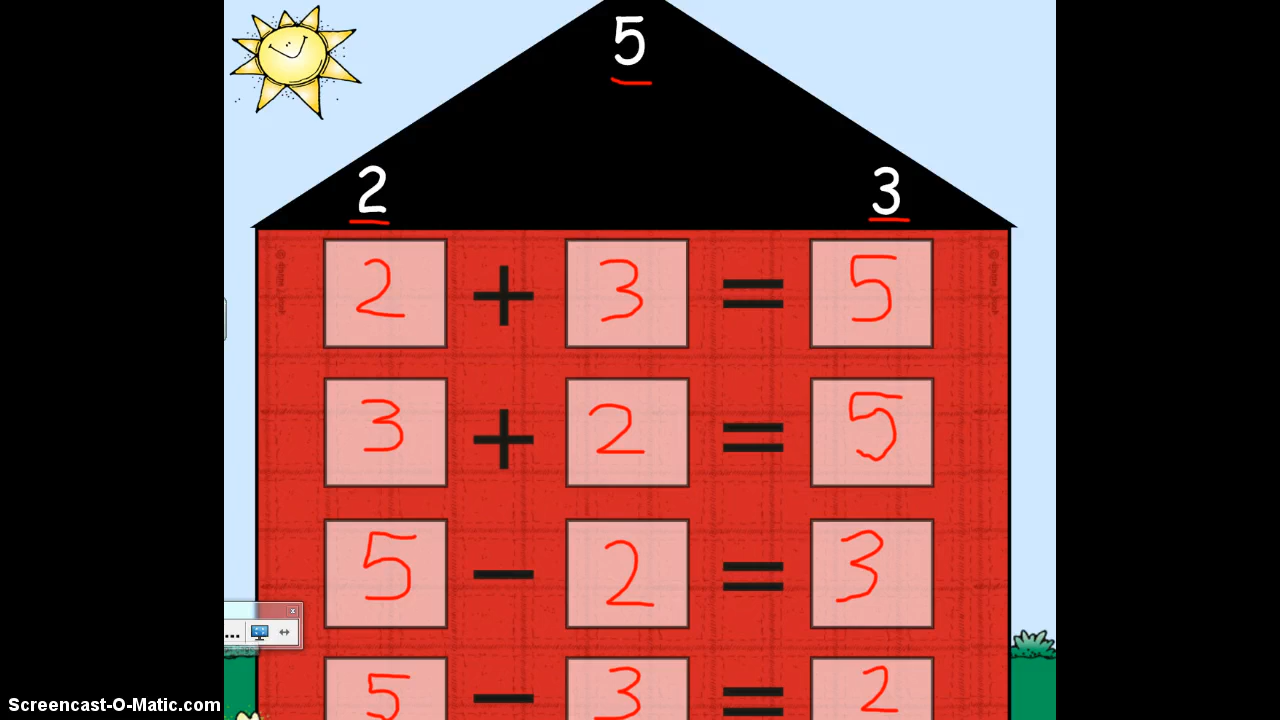 5
2 3
2 + 3 = 5
3 + 2 = 5
5 − 2 = 3
5 − 3 = 2
...
Screencast-O-Matic.com